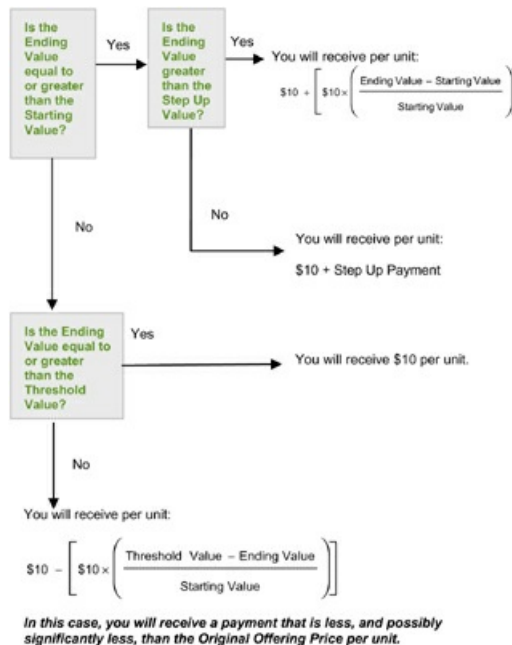 Is the
Ending
Value
equal to
or greater
than the
Starting
Value?
Yes
Is the
Ending
Value
greater
than the
Step Up
Value?
Yes
You will receive per unit:
$10 + [ $10 × ( Ending Value – Starting Value
Starting Value )
No
No
You will receive per unit:
$10 + Step Up Payment
Is the Ending
Value equal to
or greater
than the
Threshold
Value?
Yes
You will receive $10 per unit.
No
You will receive per unit:
$10 – [ $10 × ( Threshold Value – Ending Value
Starting Value ) ]
In this case, you will receive a payment that is less, and possibly
significantly less, than the Original Offering Price per unit.